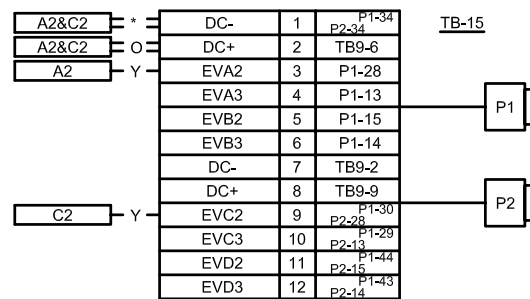 TB-15
A2&C2 * DC- 1 P1-34 P2-34
A2&C2 O DC+ 2 TB9-6
A2 Y EVA2 3 P1-28
EVA3 4 P1-13
P1
EVB2 5 P1-15
EVB3 6 P1-14
DC- 7 TB9-2
DC+ 8 TB9-9
P2
C2 Y EVC2 9 P1-30 P2-28
EVC3 10 P1-29 P2-13
EVD2 11 P1-44 P2-15
EVD3 12 P1-43 P2-14